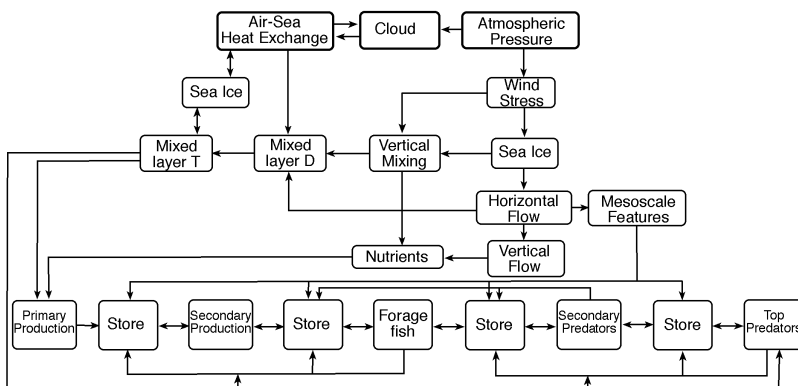 Air-Sea
Heat Exchange
Cloud
Atmospheric
Pressure
Sea Ice
Wind
Stress
Mixed
layer T
Mixed
layer D
Vertical
Mixing
Sea Ice
Horizontal
Flow
Mesoscale
Features
Nutrients
Vertical
Flow
Primary
Production
Store
Secondary
Production
Store
Forage
fish
Store
Secondary
Predators
Store
Top
Predators